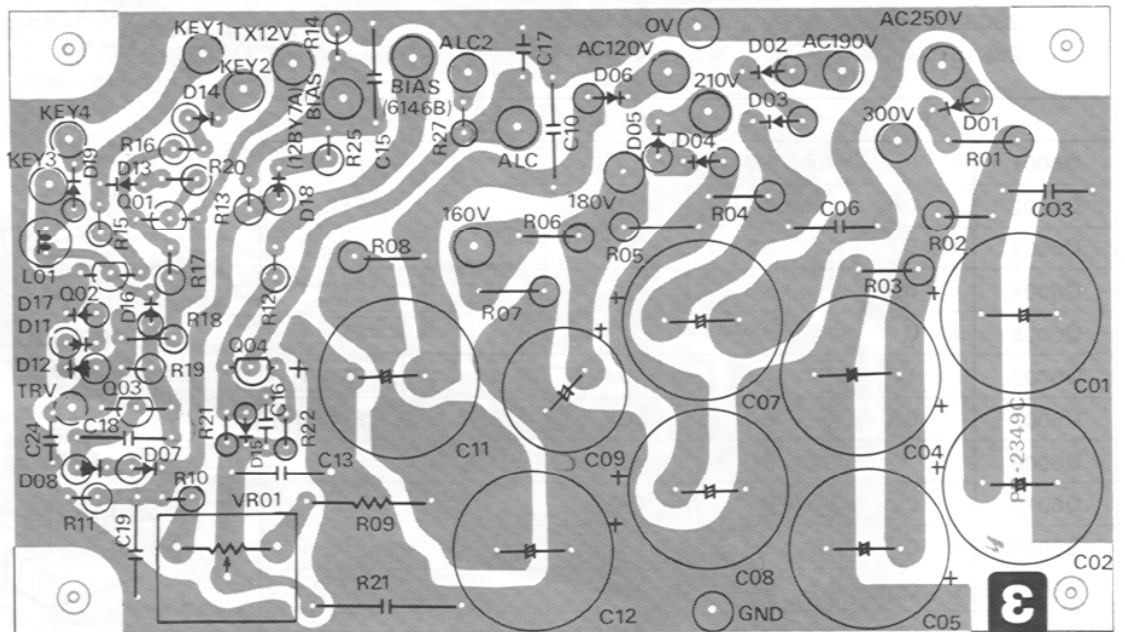 KEY1
TX12V
R14
ALC2
C17
0V
AC120V
D02
AC190V
AC250V
KEY2
BIAS
(6146B)
D06
210V
D03
D14
BIAS
(12BY7A)
C15
R27
ALC
C10
D05
D04
300V
D01
R01
KEY4
R16
R25
KEY3
D19
D13
R20
Q01
R13
D18
R15
160V
R06
180V
R04
C06
R05
C03
R02
L01
R17
R08
R12
R07
R03
D17
Q02
D16
D11
R18
Q04
D12
R19
TRV
Q03
C18
C24
R21
D15
C16
R22
C11
C09
C07
C04
C01
D08
D07
C13
R11
R10
VR01
R09
C19
R21
C12
C08
GND
C05
C02
3